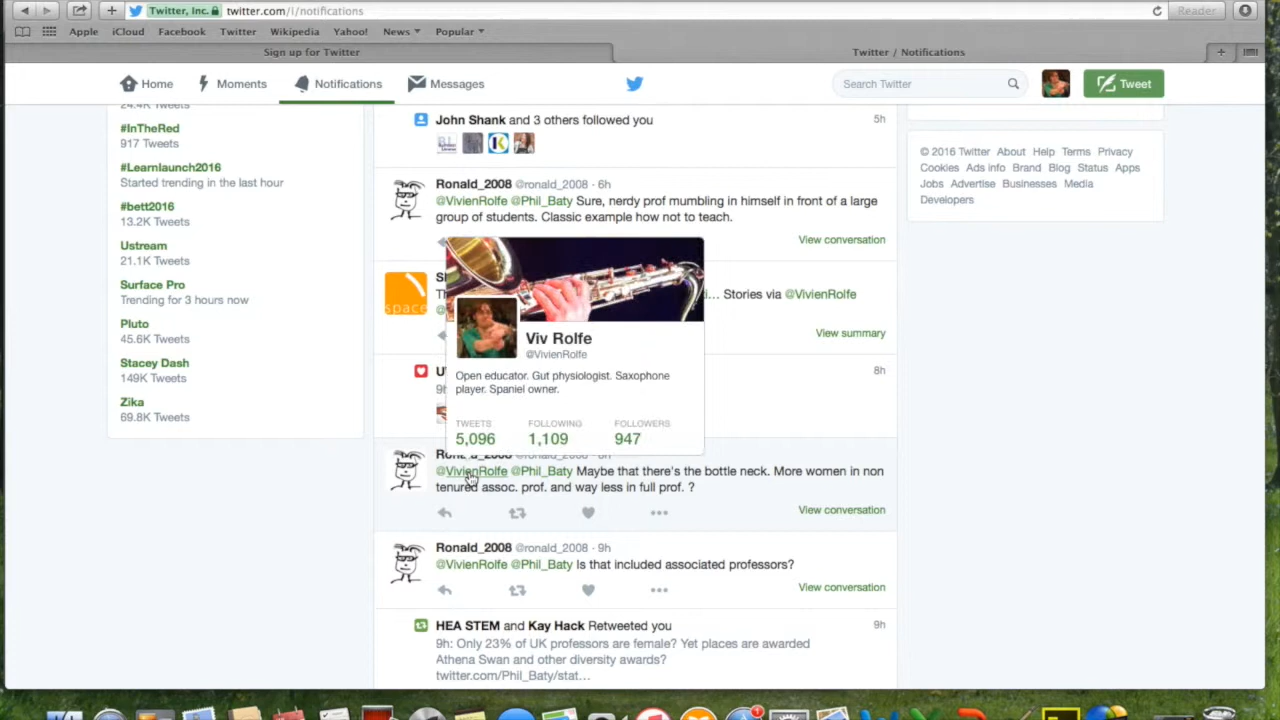 Twitter, Inc. twitter.com/i/notifications Reader
Apple iCloud Facebook Twitter Wikipedia Yahoo! News Popular
Sign up for Twitter Twitter / Notifications
Home Moments Notifications Messages Search Twitter Tweet
24.4K Tweets
#InTheRed
917 Tweets
#Learnlaunch2016
Started trending in the last hour
#bett2016
13.2K Tweets
Ustream
21.1K Tweets
Surface Pro
Trending for 3 hours now
Pluto
45.6K Tweets
Stacey Dash
149K Tweets
Zika
69.8K Tweets
John Shank and 3 others followed you 5h
Ronald_2008 @ronald_2008 · 6h
@VivienRolfe @Phil_Baty Sure, nerdy prof mumbling in himself in front of a large
group of students. Classic example how not to teach.
View conversation
space
... Stories via @VivienRolfe
View summary
8h
9h
Viv Rolfe
@VivienRolfe
Open educator. Gut physiologist. Saxophone
player. Spaniel owner.
TWEETS FOLLOWING FOLLOWERS
5,096 1,109 947
@VivienRolfe @Phil_Baty Maybe that there's the bottle neck. More women in non
tenured assoc. prof. and way less in full prof. ?
View conversation
Ronald_2008 @ronald_2008 · 9h
@VivienRolfe @Phil_Baty Is that included associated professors?
View conversation
HEA STEM and Kay Hack Retweeted you 9h
9h: Only 23% of UK professors are female? Yet places are awarded
Athena Swan and other diversity awards?
twitter.com/Phil_Baty/stat...
© 2016 Twitter About Help Terms Privacy
Cookies Ads info Brand Blog Status Apps
Jobs Advertise Businesses Media
Developers